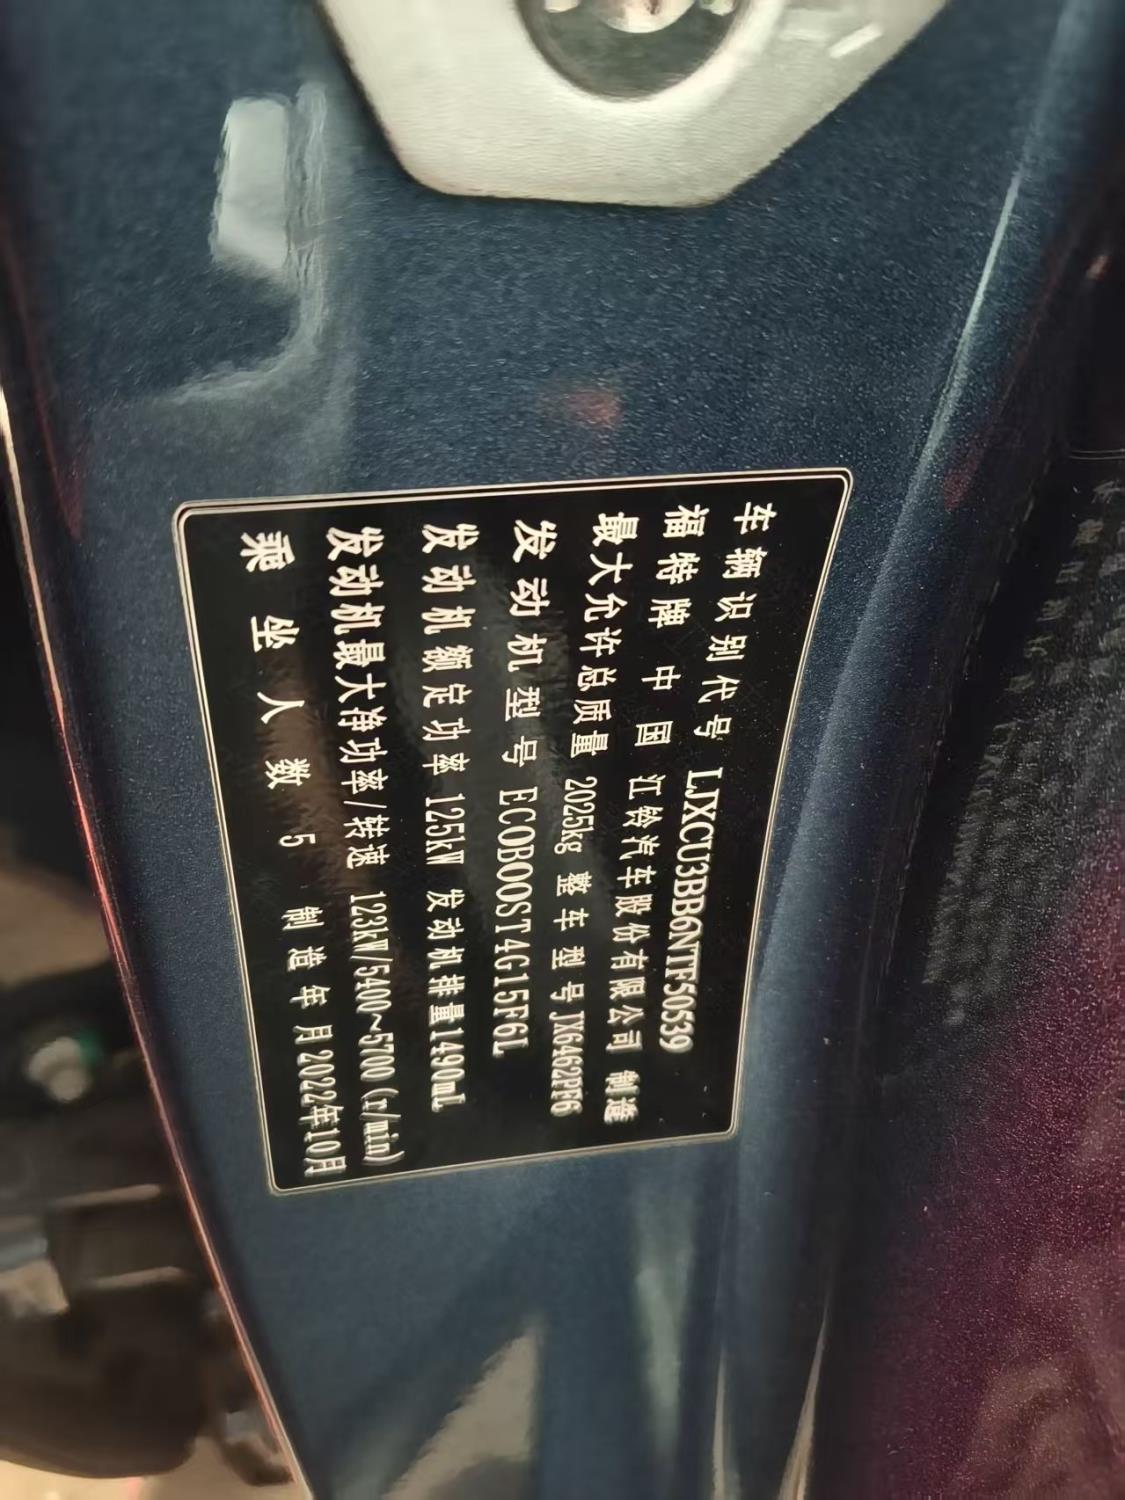 车辆识别代号 LJXCU3BB6NTF50539
福特牌 中国 江铃汽车股份有限公司 制造
最大允许总质量 2025kg 整车型号 JX6462PF6
发动机型号 ECOBOOST4G15F6L
发动机额定功率 125kW 发动机排量1490mL
发动机最大净功率/转速 123kW/5400~5700(r/min)
乘坐人数 5 制造年月2022年10月